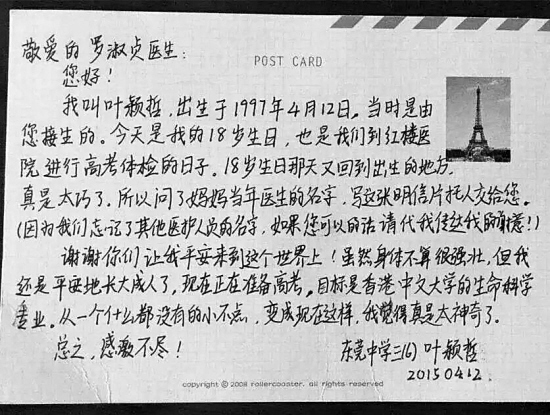 POST CARD
敬爱的罗淑贞医生：
您好！
我叫叶颖哲，出生于1997年4月12日。当时是由
您接生的。今天是我的18岁生日，也是我们到红楼医
院进行高考体检的日子。18岁生日那天又回到出生的地方，
真是太巧了。所以问了妈妈当年医生的名字，写这张明信片托人交给您。
(因为我们忘记了其他医护人员的名字，如果您可以的话请代我传达我的谢意！)
谢谢你们让我平安来到这个世界上！虽然身体不算很强壮，但我
还是平安地长大成人了，现在正在准备高考。目标是香港中文大学的生命科学
专业。从一个什么都没有的小不点，变成现在这样，我觉得真是太神奇了。
总之，感激不尽！
东莞中学三(6) 叶颖哲
20150412.
copyright © 2008 rollercoaster. all rights reserved